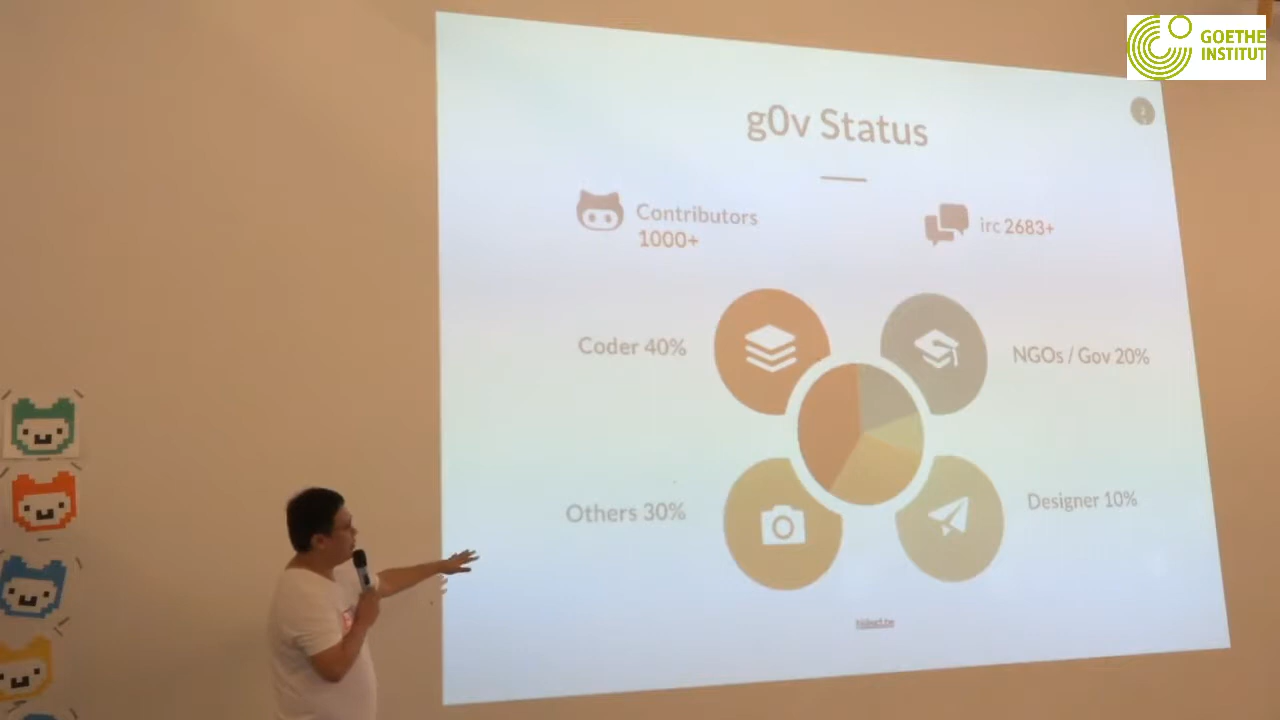 GOETHE
INSTITUT
g0v Status
Contributors
1000+
irc 2683+
Coder 40%
NGOs / Gov 20%
Others 30%
Designer 10%